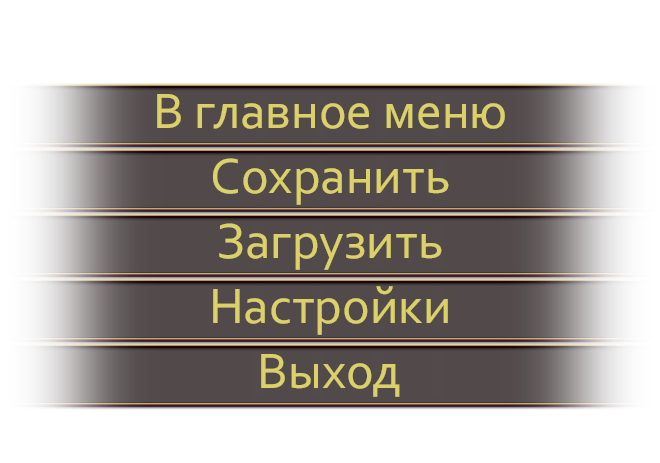 В главное меню
Сохранить
Загрузить
Настройки
Выход